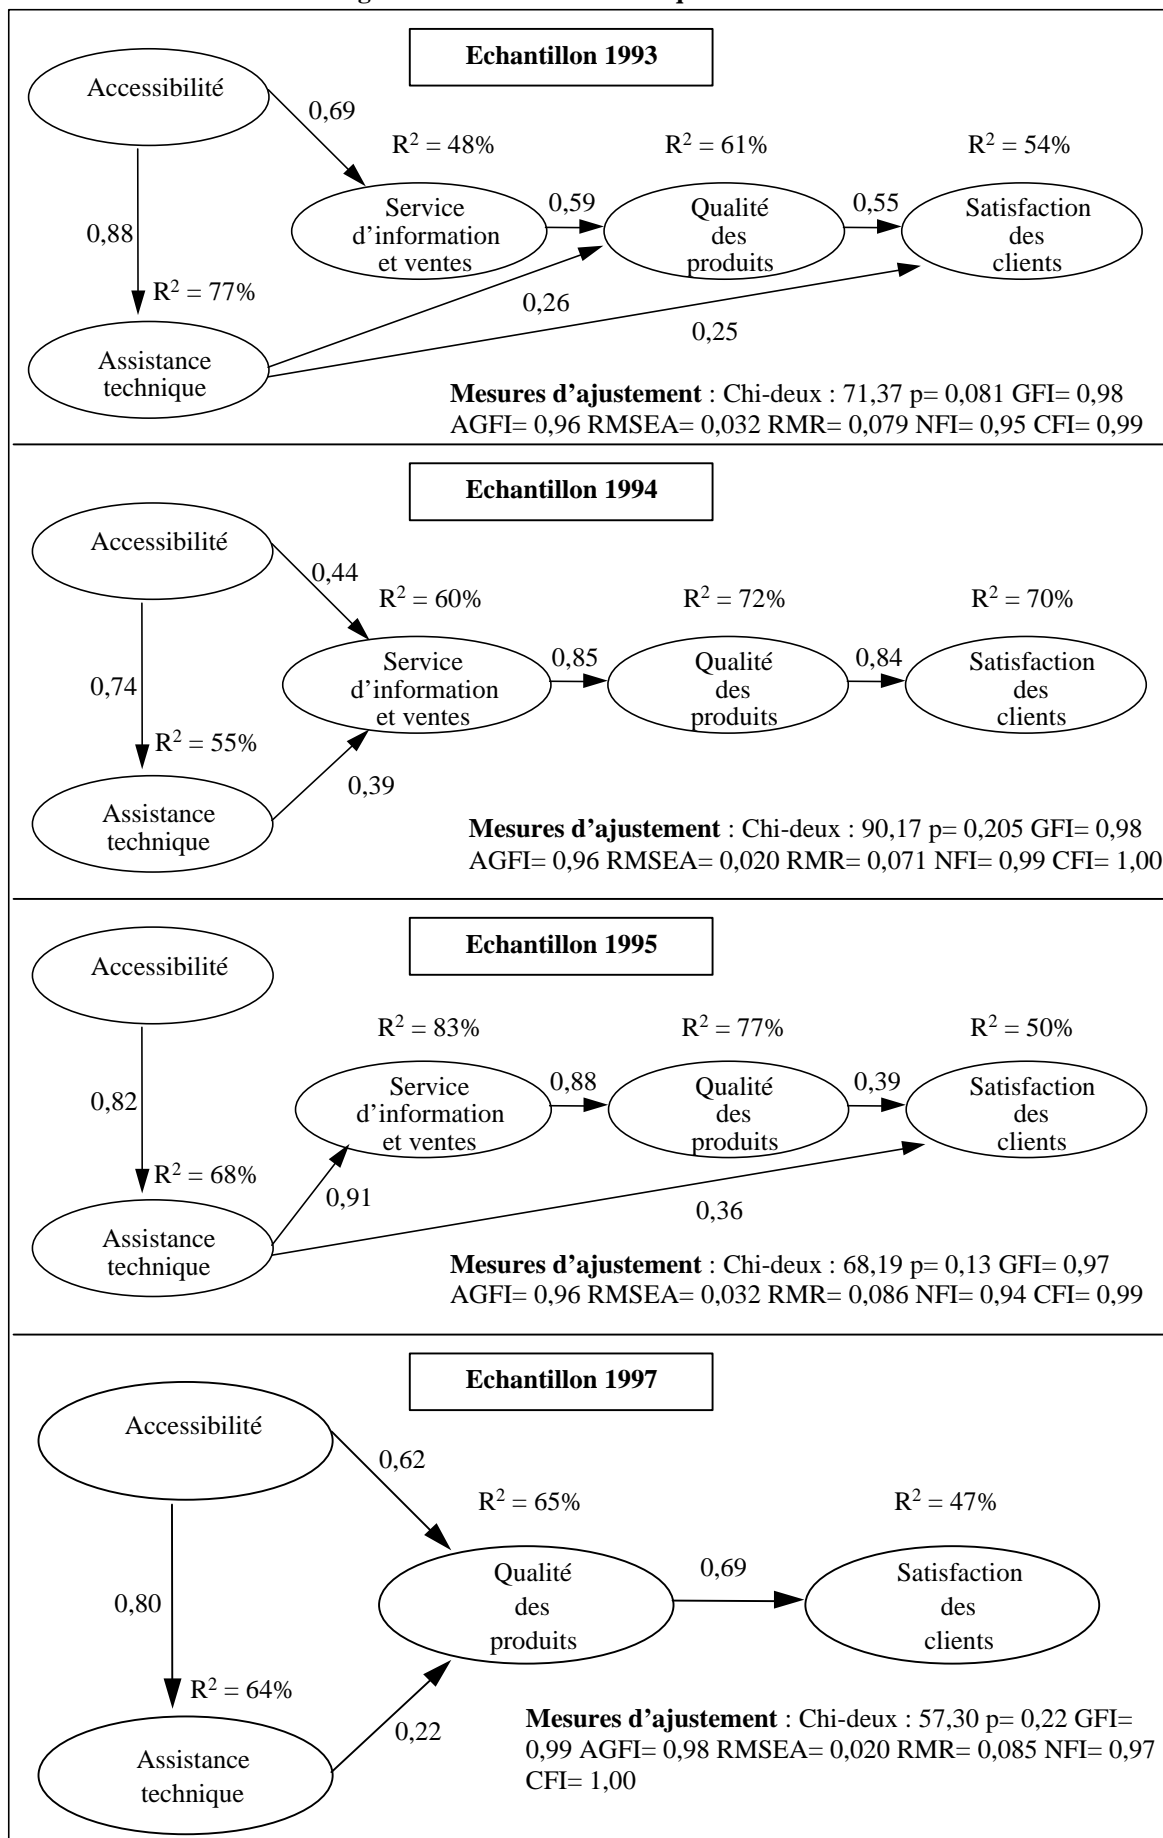 Echantillon 1993
Accessibilité
0,69
R² = 48%
R² = 61%
R² = 54%
Service
d'information
et ventes
0,59
Qualité
des
produits
0,55
Satisfaction
des
clients
0,88
R² = 77%
0,26
0,25
Assistance
technique
Mesures d'ajustement : Chi-deux : 71,37 p= 0,081 GFI= 0,98
AGFI= 0,96 RMSEA= 0,032 RMR= 0,079 NFI= 0,95 CFI= 0,99
Echantillon 1994
Accessibilité
0,44
R² = 60%
R² = 72%
R² = 70%
Service
d'information
et ventes
0,85
Qualité
des
produits
0,84
Satisfaction
des
clients
0,74
R² = 55%
0,39
Assistance
technique
Mesures d'ajustement : Chi-deux : 90,17 p= 0,205 GFI= 0,98
AGFI= 0,96 RMSEA= 0,020 RMR= 0,071 NFI= 0,99 CFI= 1,00
Echantillon 1995
Accessibilité
R² = 83%
R² = 77%
R² = 50%
Service
d'information
et ventes
0,88
Qualité
des
produits
0,39
Satisfaction
des
clients
0,82
R² = 68%
0,91
0,36
Assistance
technique
Mesures d'ajustement : Chi-deux : 68,19 p= 0,13 GFI= 0,97
AGFI= 0,96 RMSEA= 0,032 RMR= 0,086 NFI= 0,94 CFI= 0,99
Echantillon 1997
Accessibilité
0,62
R² = 65%
R² = 47%
Qualité
des
produits
0,69
Satisfaction
des
clients
0,80
R² = 64%
0,22
Assistance
technique
Mesures d'ajustement : Chi-deux : 57,30 p= 0,22 GFI=
0,99 AGFI= 0,98 RMSEA= 0,020 RMR= 0,085 NFI= 0,97
CFI= 1,00